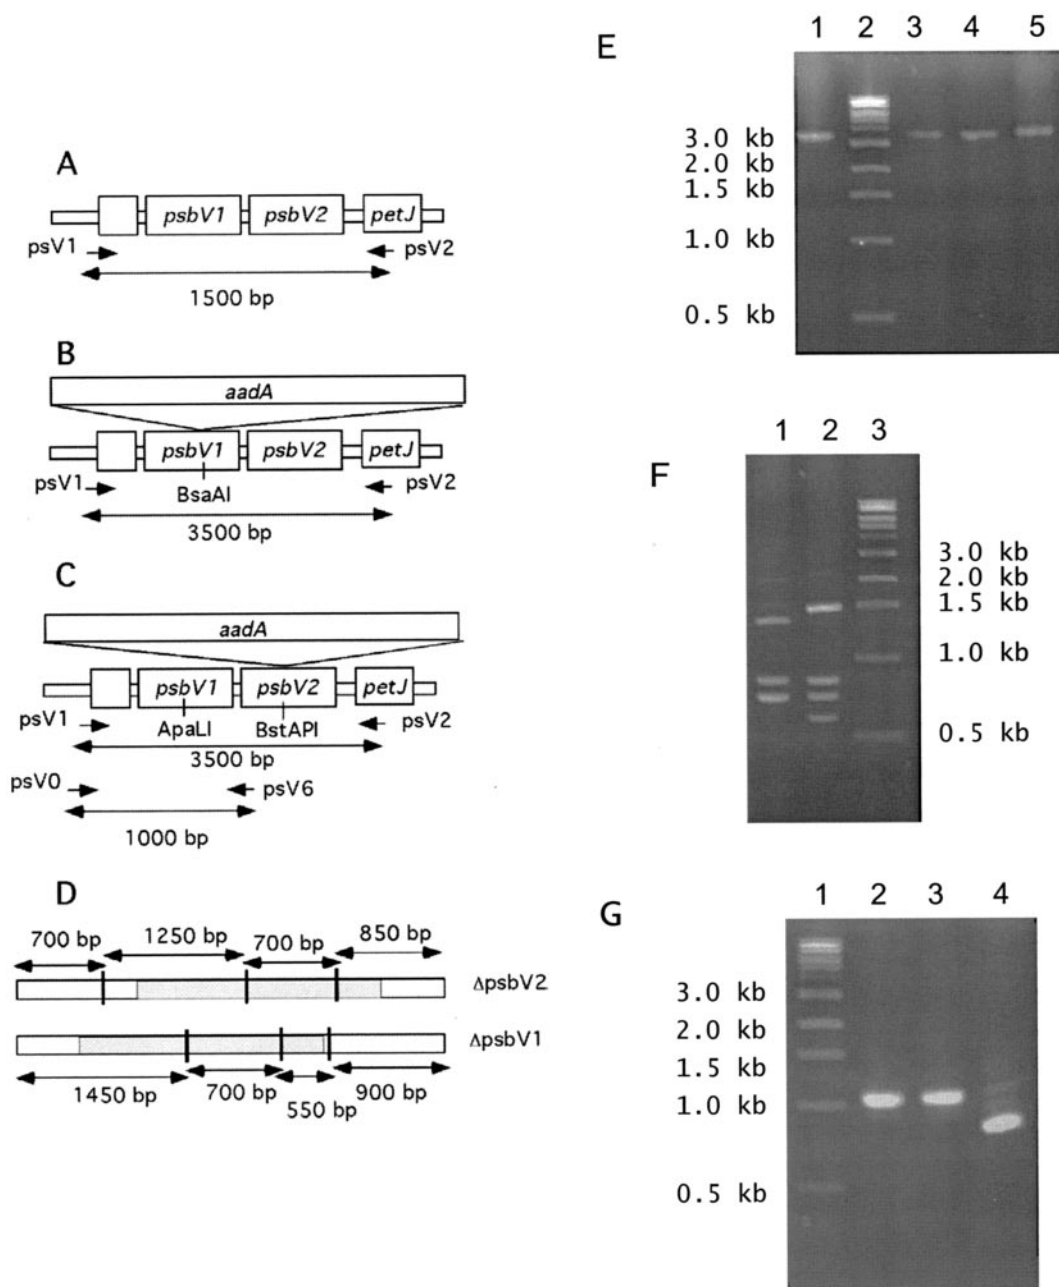 A
psbV1 psbV2 petJ
psV1 psV2
1500 bp
B
aadA
psbV1 psbV2 petJ
psV1 BsaAI psV2
3500 bp
C
aadA
psbV1 psbV2 petJ
psV1 ApaLI BstAPI psV2
3500 bp
psV0 psV6
1000 bp
D
700 bp 1250 bp 700 bp 850 bp
ΔpsbV2
ΔpsbV1
1450 bp 700 bp 550 bp 900 bp
E
1 2 3 4 5
3.0 kb
2.0 kb
1.5 kb
1.0 kb
0.5 kb
F
1 2 3
3.0 kb
2.0 kb
1.5 kb
1.0 kb
0.5 kb
G
1 2 3 4
3.0 kb
2.0 kb
1.5 kb
1.0 kb
0.5 kb